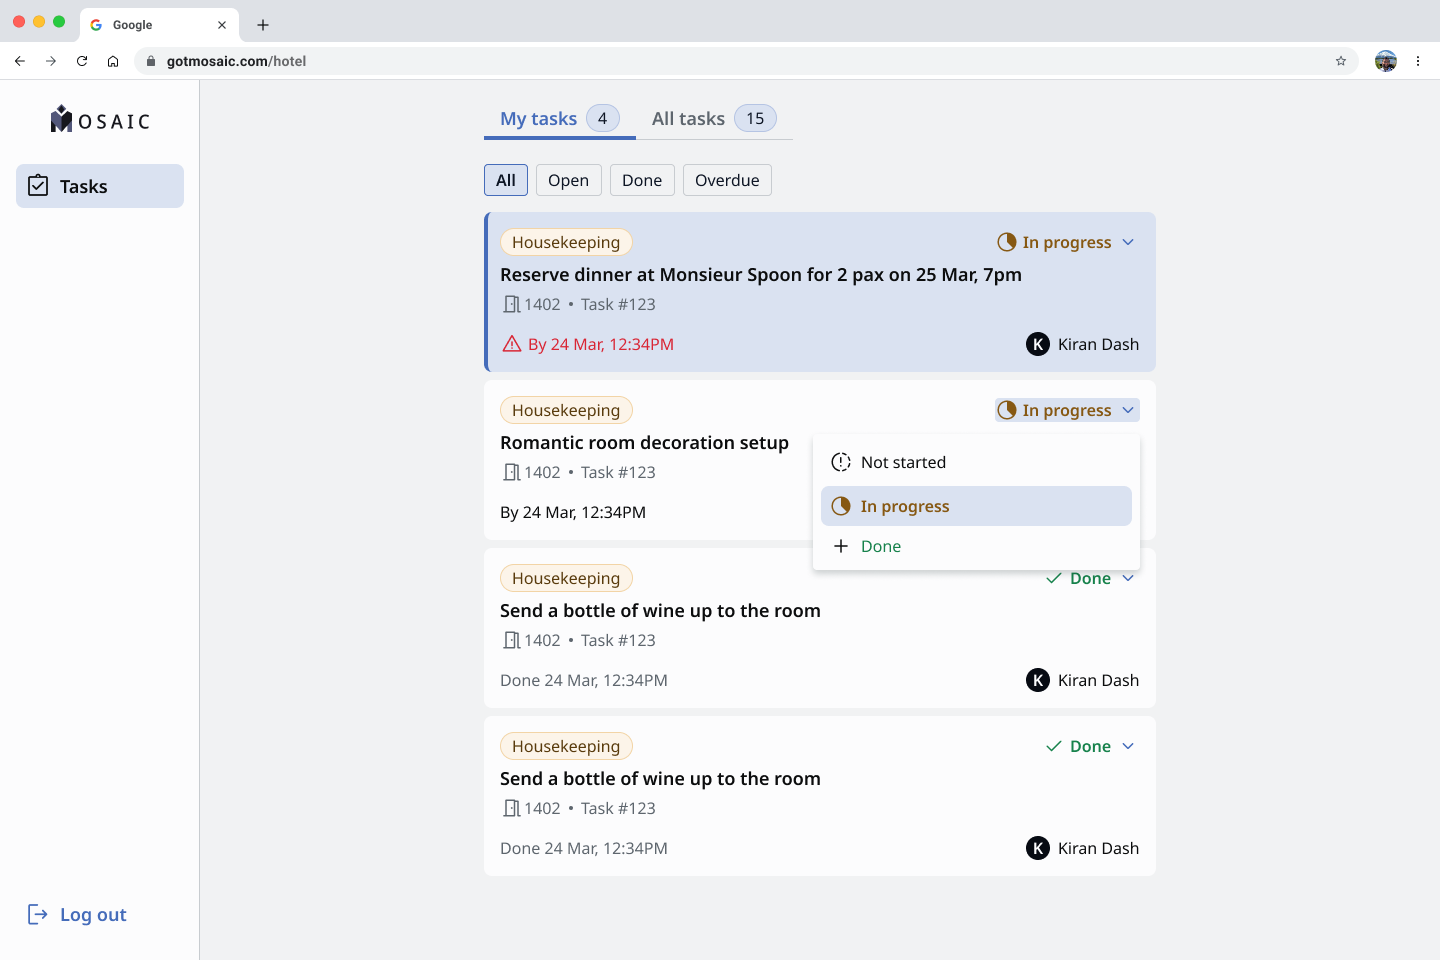 Google
gotmosaic.com/hotel
MOSAIC
My tasks 4 All tasks 15
Tasks
All Open Done Overdue
Housekeeping In progress
Reserve dinner at Monsieur Spoon for 2 pax on 25 Mar, 7pm
1402 • Task #123
By 24 Mar, 12:34PM K Kiran Dash
Housekeeping In progress
Romantic room decoration setup
1402 • Task #123
By 24 Mar, 12:34PM
Not started
In progress
Done
Housekeeping Done
Send a bottle of wine up to the room
1402 • Task #123
Done 24 Mar, 12:34PM K Kiran Dash
Housekeeping Done
Send a bottle of wine up to the room
1402 • Task #123
Done 24 Mar, 12:34PM K Kiran Dash
Log out